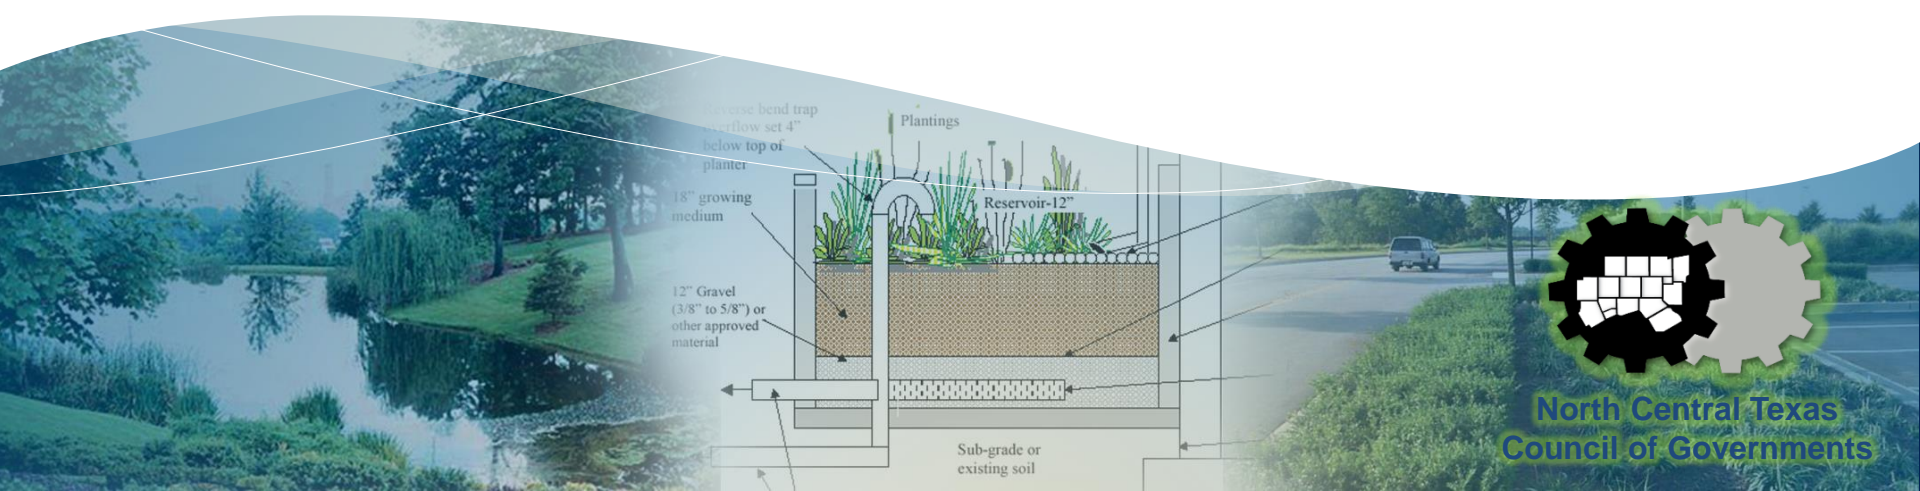 Reverse bend trap
overflow set 4”
below top of
planter
Plantings
18” growing
medium
Reservoir-12”
12” Gravel
(3/8” to 5/8”) or
other approved
material
Sub-grade or
existing soil
North Central Texas
Council of Governments